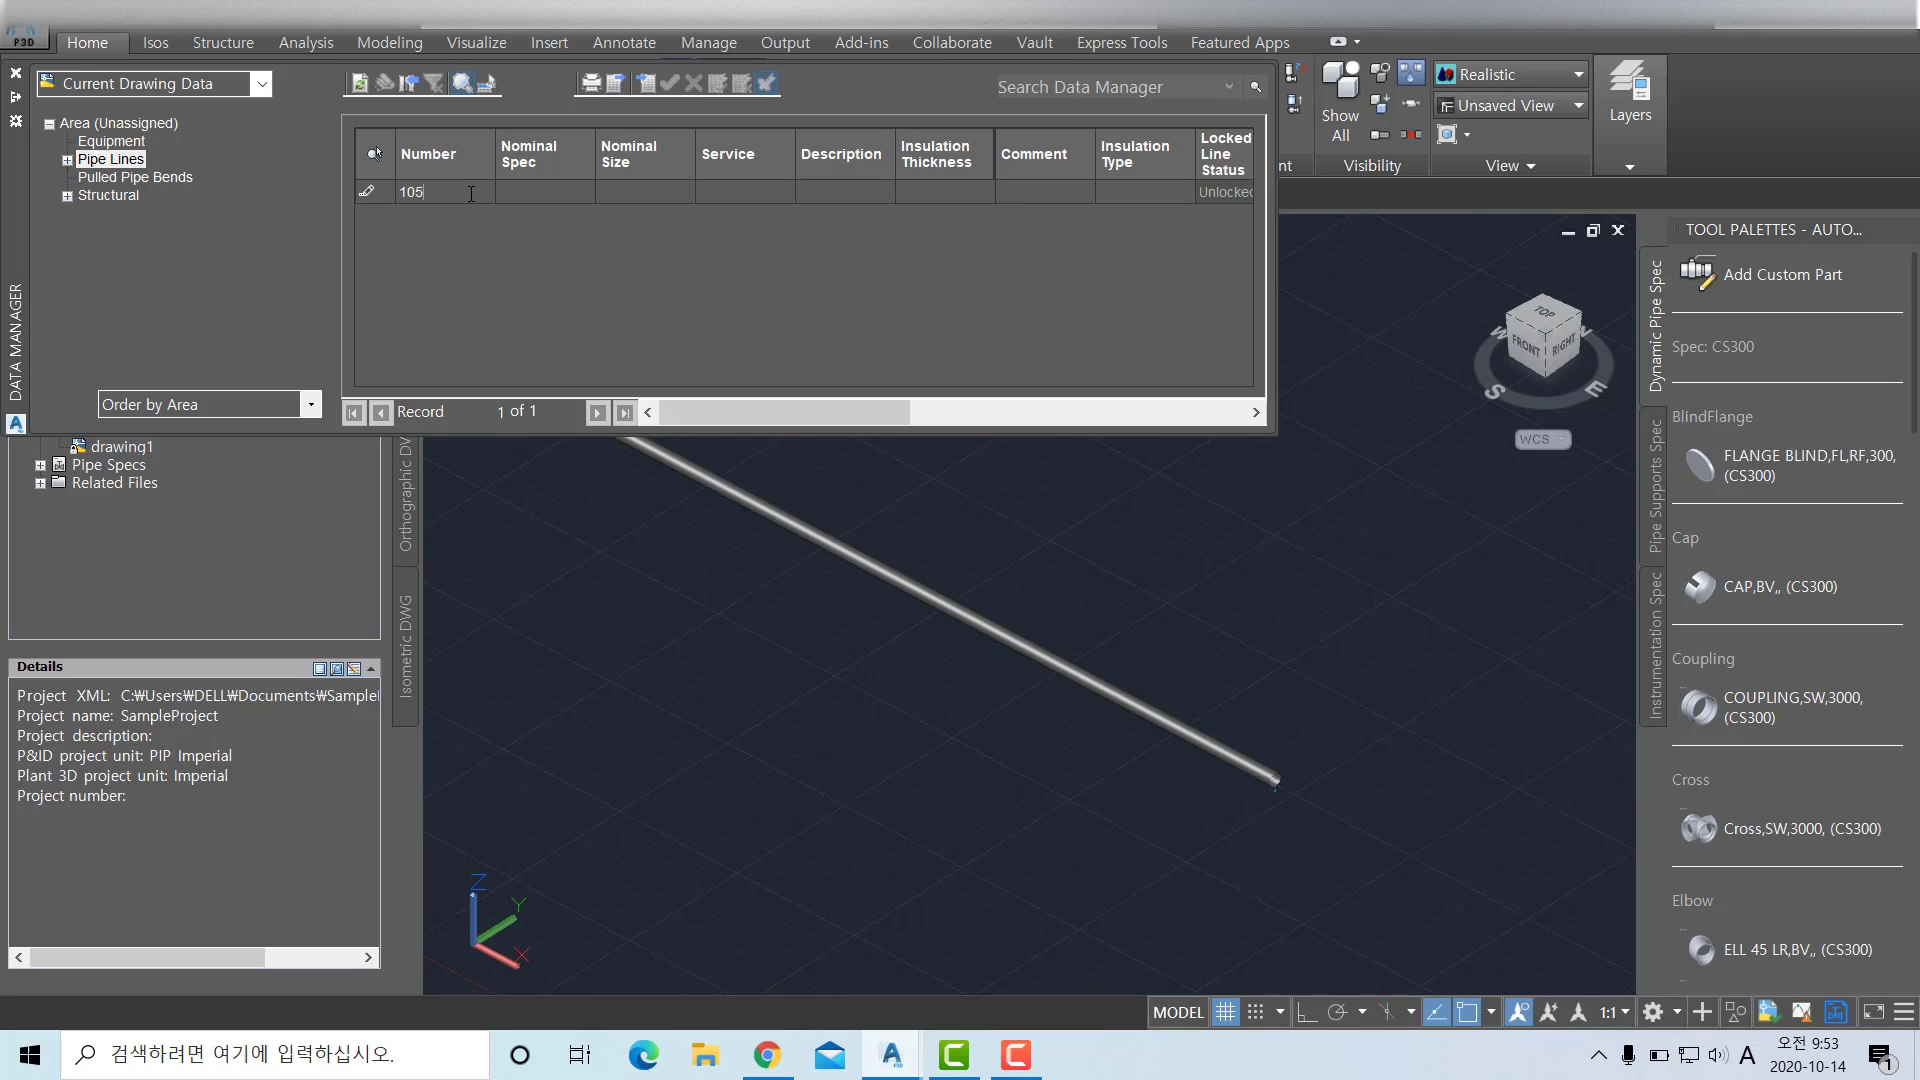 P3D
Home
Isos
Structure
Analysis
Modeling
Visualize
Insert
Annotate
Manage
Output
Add-ins
Collaborate
Vault
Express Tools
Featured Apps
Current Drawing Data
Search Data Manager
Area (Unassigned)
Equipment
Pipe Lines
Pulled Pipe Bends
Structural
Order by Area
DATA MANAGER
Number
Nominal Spec
Nominal Size
Service
Description
Insulation Thickness
Comment
Insulation Type
Locked Line Status
105
Unlocked
Record
1 of 1
Show All
nt
Visibility
Realistic
Unsaved View
View
Layers
drawing1
Pipe Specs
Related Files
Orthographic DW
Isometric DWG
Details
Project XML: C:₩Users₩DELL₩Documents₩Sample
Project name: SampleProject
Project description:
P&ID project unit: PIP Imperial
Plant 3D project unit: Imperial
Project number:
TOP
FRONT
RIGHT
W
N
S
E
WCS
Z
Y
X
TOOL PALETTES - AUTO...
Dynamic Pipe Spec
Pipe Supports Spec
Instrumentation Spec
Add Custom Part
Spec: CS300
BlindFlange
FLANGE BLIND,FL,RF,300,
(CS300)
Cap
CAP,BV,, (CS300)
Coupling
COUPLING,SW,3000,
(CS300)
Cross
Cross,SW,3000, (CS300)
Elbow
ELL 45 LR,BV,, (CS300)
MODEL
1:1
검색하려면 여기에 입력하십시오.
A
오전 9:53
2020-10-14
1